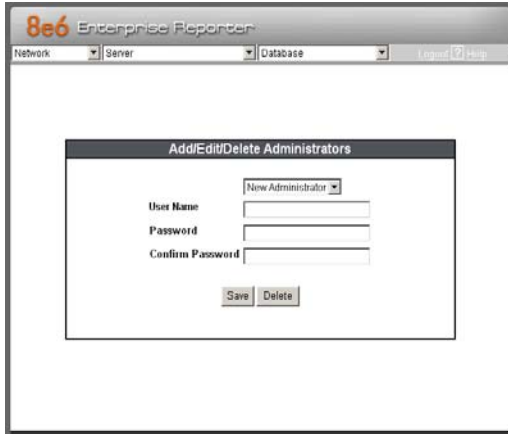 8e6 Enterprise Reporter
Network Server Database Logout ? Help
Add/Edit/Delete Administrators
New Administrator
User Name
Password
Confirm Password
Save Delete